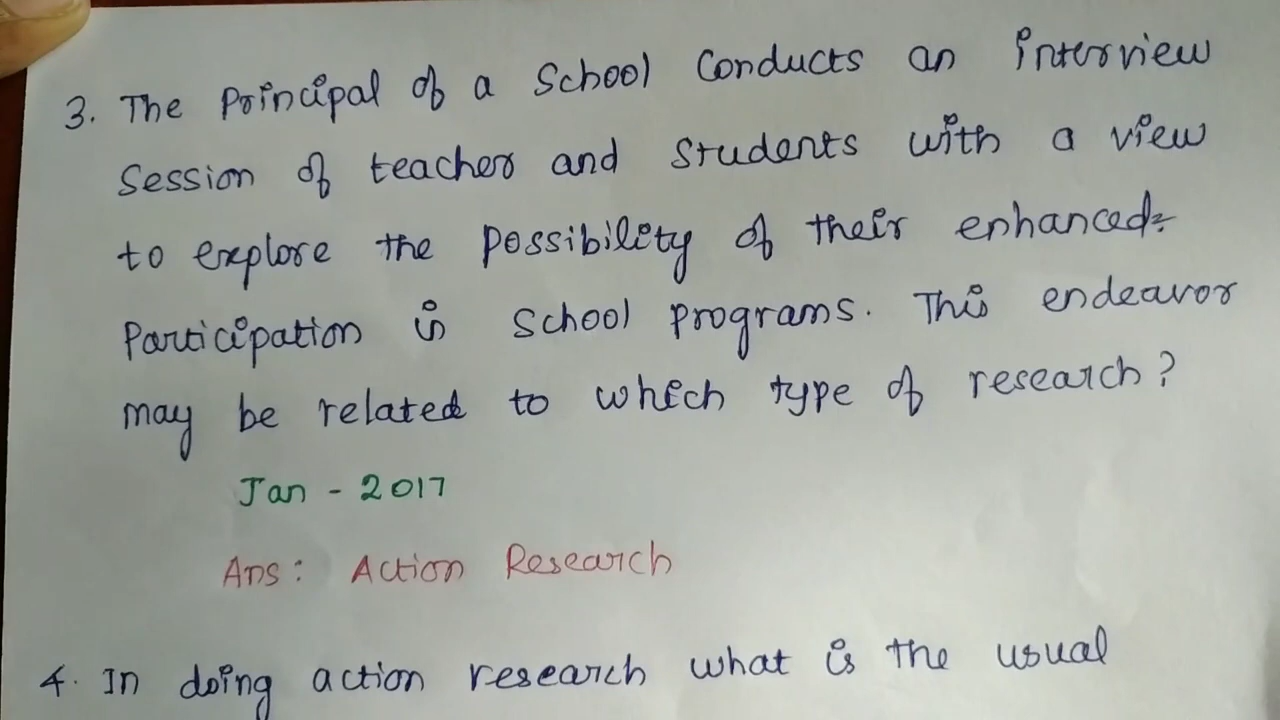 3. The Principal of a School Conducts an interview
Session of teacher and Students with a view
to explore the possibility of their enhanced
Participation in School programs. This endeavor
may be related to which type of research?
Jan - 2017
Ans: Action Research
4. In doing action research what is the usual